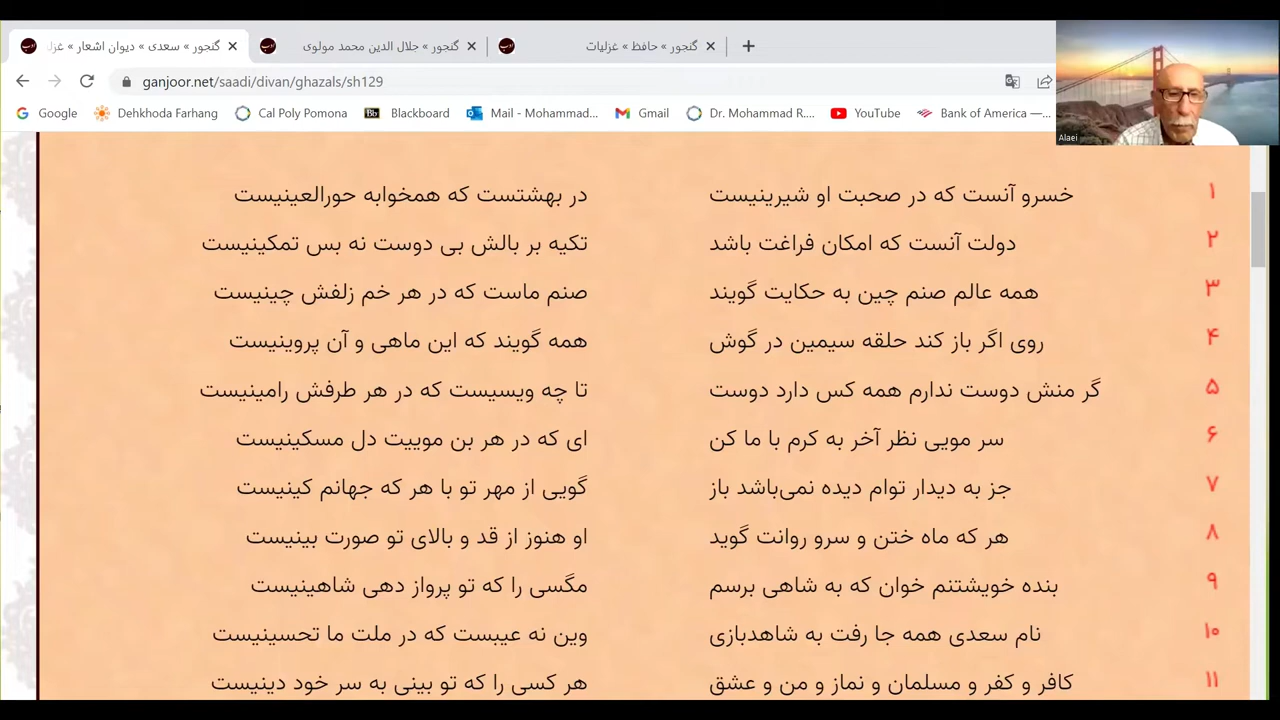 گنجور » سعدی » دیوان اشعار » غزل
گنجور » جلال الدین محمد مولوی
گنجور » حافظ » غزلیات
ganjoor.net/saadi/divan/ghazals/sh129
Google
Dehkhoda Farhang
Cal Poly Pomona
Bb Blackboard
Mail - Mohammad...
Gmail
Dr. Mohammad R....
YouTube
Bank of America —...
Alaei
۱ خسرو آنست که در صحبت او شیرینیست در بهشتست که همخوابه حورالعینیست
۲ دولت آنست که امکان فراغت باشد تکیه بر بالش بی دوست نه بس تمکینیست
۳ همه عالم صنم چین به حکایت گویند صنم ماست که در هر خم زلفش چینیست
۴ روی اگر باز کند حلقه سیمین در گوش همه گویند که این ماهی و آن پروینیست
۵ گر منش دوست ندارم همه کس دارد دوست تا چه ویسیست که در هر طرفش رامینیست
۶ سر مویی نظر آخر به کرم با ما کن ای که در هر بن موییت دل مسکینیست
۷ جز به دیدار توام دیده نمی‌باشد باز گویی از مهر تو با هر که جهانم کینیست
۸ هر که ماه ختن و سرو روانت گوید او هنوز از قد و بالای تو صورت بینیست
۹ بنده خویشتنم خوان که به شاهی برسم مگسی را که تو پرواز دهی شاهینیست
۱۰ نام سعدی همه جا رفت به شاهدبازی وین نه عیبست که در ملت ما تحسینیست
۱۱ کافر و کفر و مسلمان و نماز و من و عشق هر کسی را که تو بینی به سر خود دینیست